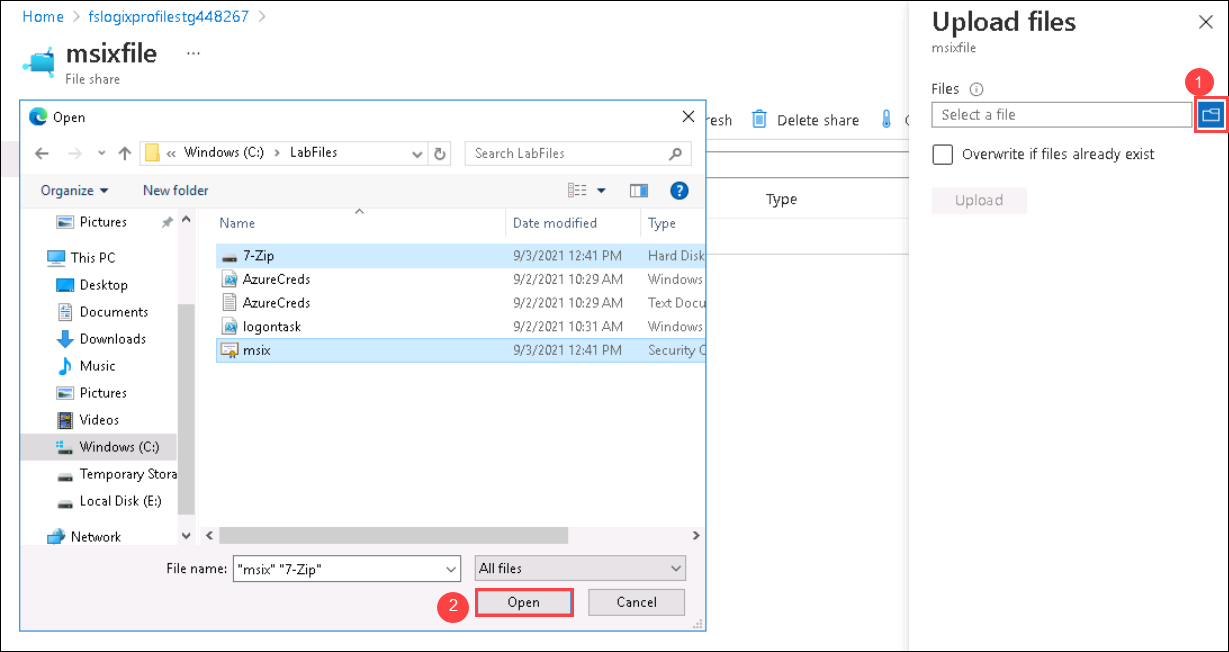 Home > fslogixprofilestg448267 >
msixfile ...
File share
Upload files
msixfile
Files
1
Select a file
Overwrite if files already exist
Upload
Delete share
Type
Open
« Windows (C:) > LabFiles
Search LabFiles
Organize
New folder
?
Pictures
This PC
Desktop
Documents
Downloads
Music
Pictures
Videos
Windows (C:)
Temporary Stora
Local Disk (E:)
Network
Name Date modified Type
7-Zip 9/3/2021 12:41 PM Hard Disk
AzureCreds 9/2/2021 10:29 AM Windows
AzureCreds 9/2/2021 10:29 AM Text Docu
logontask 9/2/2021 10:31 AM Windows
msix 9/3/2021 12:41 PM Security C
File name: "msix" "7-Zip"
All files
2
Open
Cancel